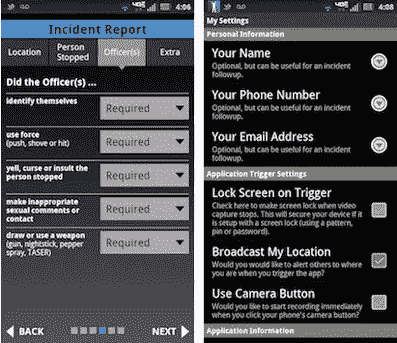 4:06
Incident Report
Location
Person
Stopped
Officer(s)
Extra
Did the Officer(s) ...
identify themselves
Required
use force
(push, shove or hit)
Required
yell, curse or insult the
person stopped
Required
make inappropriate
sexual comments or
contact
Required
draw or use a weapon
(gun, nightstick, pepper
spray, TASER)
Required
BACK
NEXT
4:08
My Settings
Personal Information
Your Name
Optional, but can be useful for an incident
followup.
Your Phone Number
Optional, but can be useful for an incident
followup.
Your Email Address
Optional, but can be useful for an incident
followup.
Application Trigger Settings
Lock Screen on Trigger
Check here to make screen lock when video
capture stops. This will secure your device if it
is setup with a screen lock (using a pattern,
pin or password).
Broadcast My Location
Would you would like to alert others to where
you are when you trigger the app?
Use Camera Button
Would you like to start recording immediately
when you click your phone's camera button?
Application Information